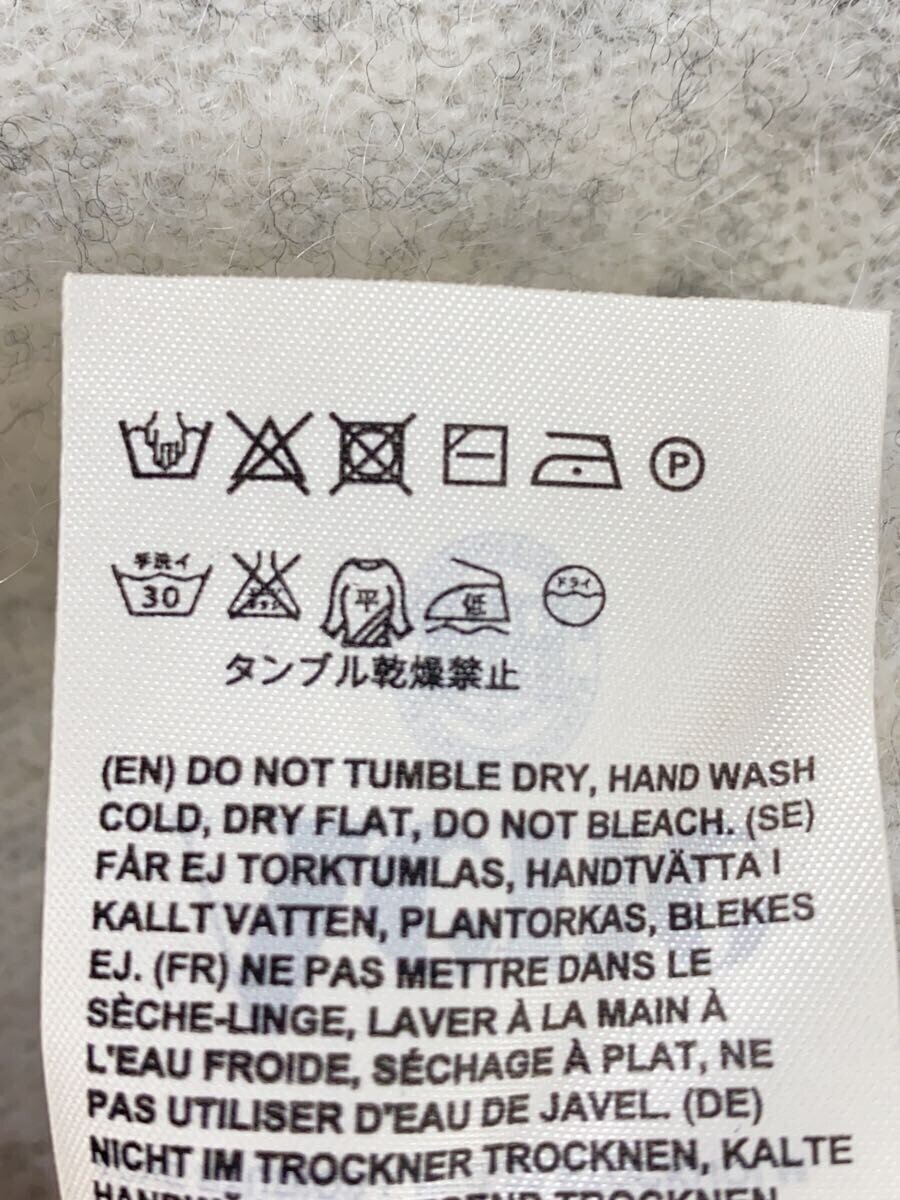 P
手洗イ
30
平
低
ドライ
タンブル乾燥禁止
(EN) DO NOT TUMBLE DRY, HAND WASH
COLD, DRY FLAT, DO NOT BLEACH. (SE)
FÅR EJ TORKTUMLAS, HANDTVÄTTA I
KALLT VATTEN, PLANTORKAS, BLEKES
EJ. (FR) NE PAS METTRE DANS LE
SÈCHE-LINGE, LAVER À LA MAIN À
L'EAU FROIDE, SÉCHAGE À PLAT, NE
PAS UTILISER D'EAU DE JAVEL. (DE)
NICHT IM TROCKNER TROCKNEN, KALTE
TROCKNEN